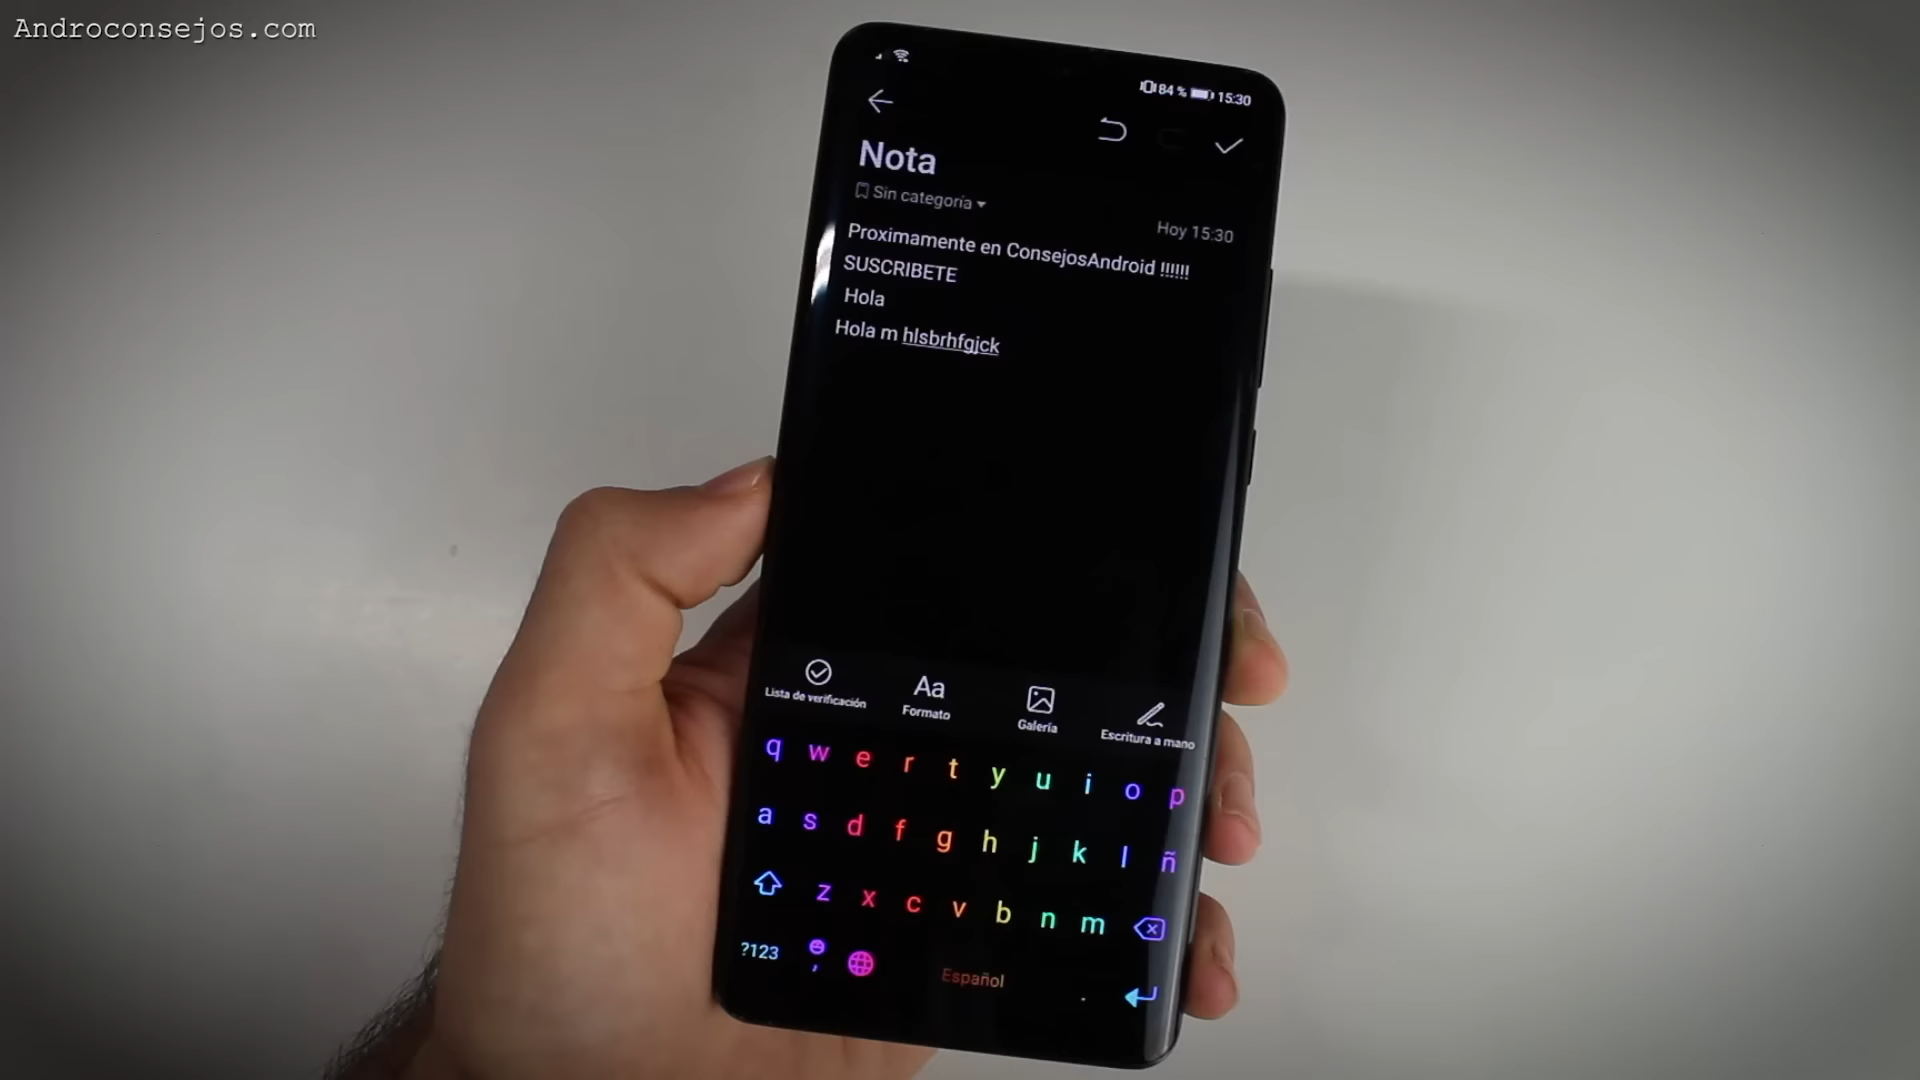 Androconsejos.com
84 % 15:30
Nota
Sin categoría
Hoy 15:30
Proximamente en ConsejosAndroid !!!!!!
SUSCRIBETE
Hola
Hola m hlsbrhfgjck
Lista de verificación
Aa
Formato
Galería
Escritura a mano
q w e r t y u i o p
a s d f g h j k l ñ
z x c v b n m
?123 , Español .